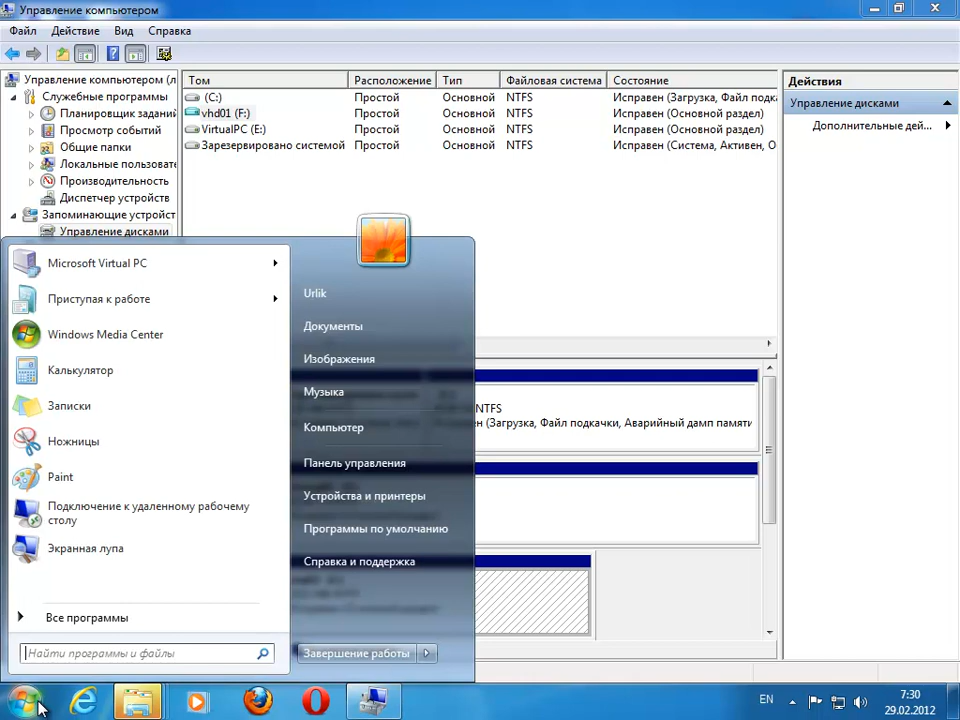 Управление компьютером
Файл Действие Вид Справка
Управление компьютером (л
Служебные программы
Планировщик заданий
Просмотр событий
Общие папки
Локальные пользоват
Производительность
Диспетчер устройств
Запоминающие устройст
Управление дисками
Том Расположение Тип Файловая система Состояние
(C:) Простой Основной NTFS Исправен (Загрузка, Файл подка
vhd01 (F:) Простой Основной NTFS Исправен (Основной раздел)
VirtualPC (E:) Простой Основной NTFS Исправен (Основной раздел)
Зарезервировано системой Простой Основной NTFS Исправен (Система, Активен, О
Действия
Управление дисками
Дополнительные дей...
NTFS
н (Загрузка, Файл подкачки, Аварийный дамп памяти
Microsoft Virtual PC
Приступая к работе
Windows Media Center
Калькулятор
Записки
Ножницы
Paint
Подключение к удаленному рабочему
столу
Экранная лупа
Все программы
Найти программы и файлы
Urlik
Документы
Изображения
Музыка
Компьютер
Панель управления
Устройства и принтеры
Программы по умолчанию
Справка и поддержка
Завершение работы
EN
7:30
29.02.2012